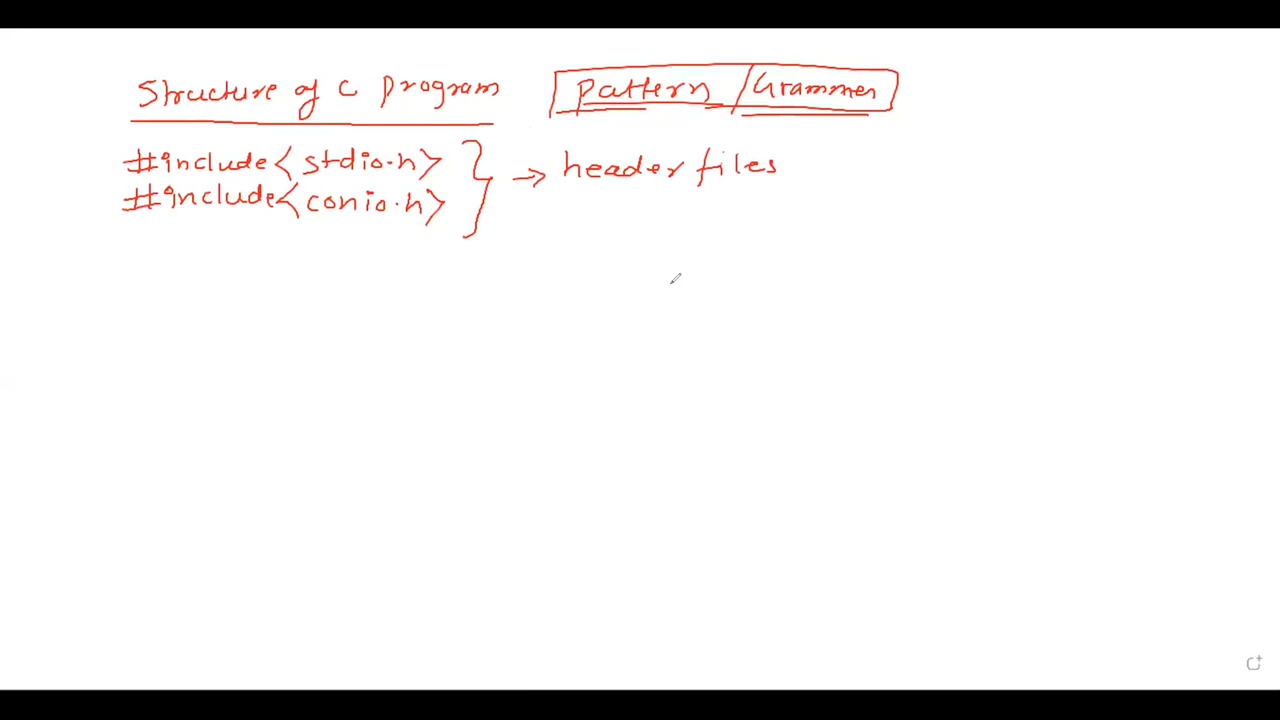 Structure of C program pattern /Grammer
#include<stdio.h>
#include<conio.h> } → header files